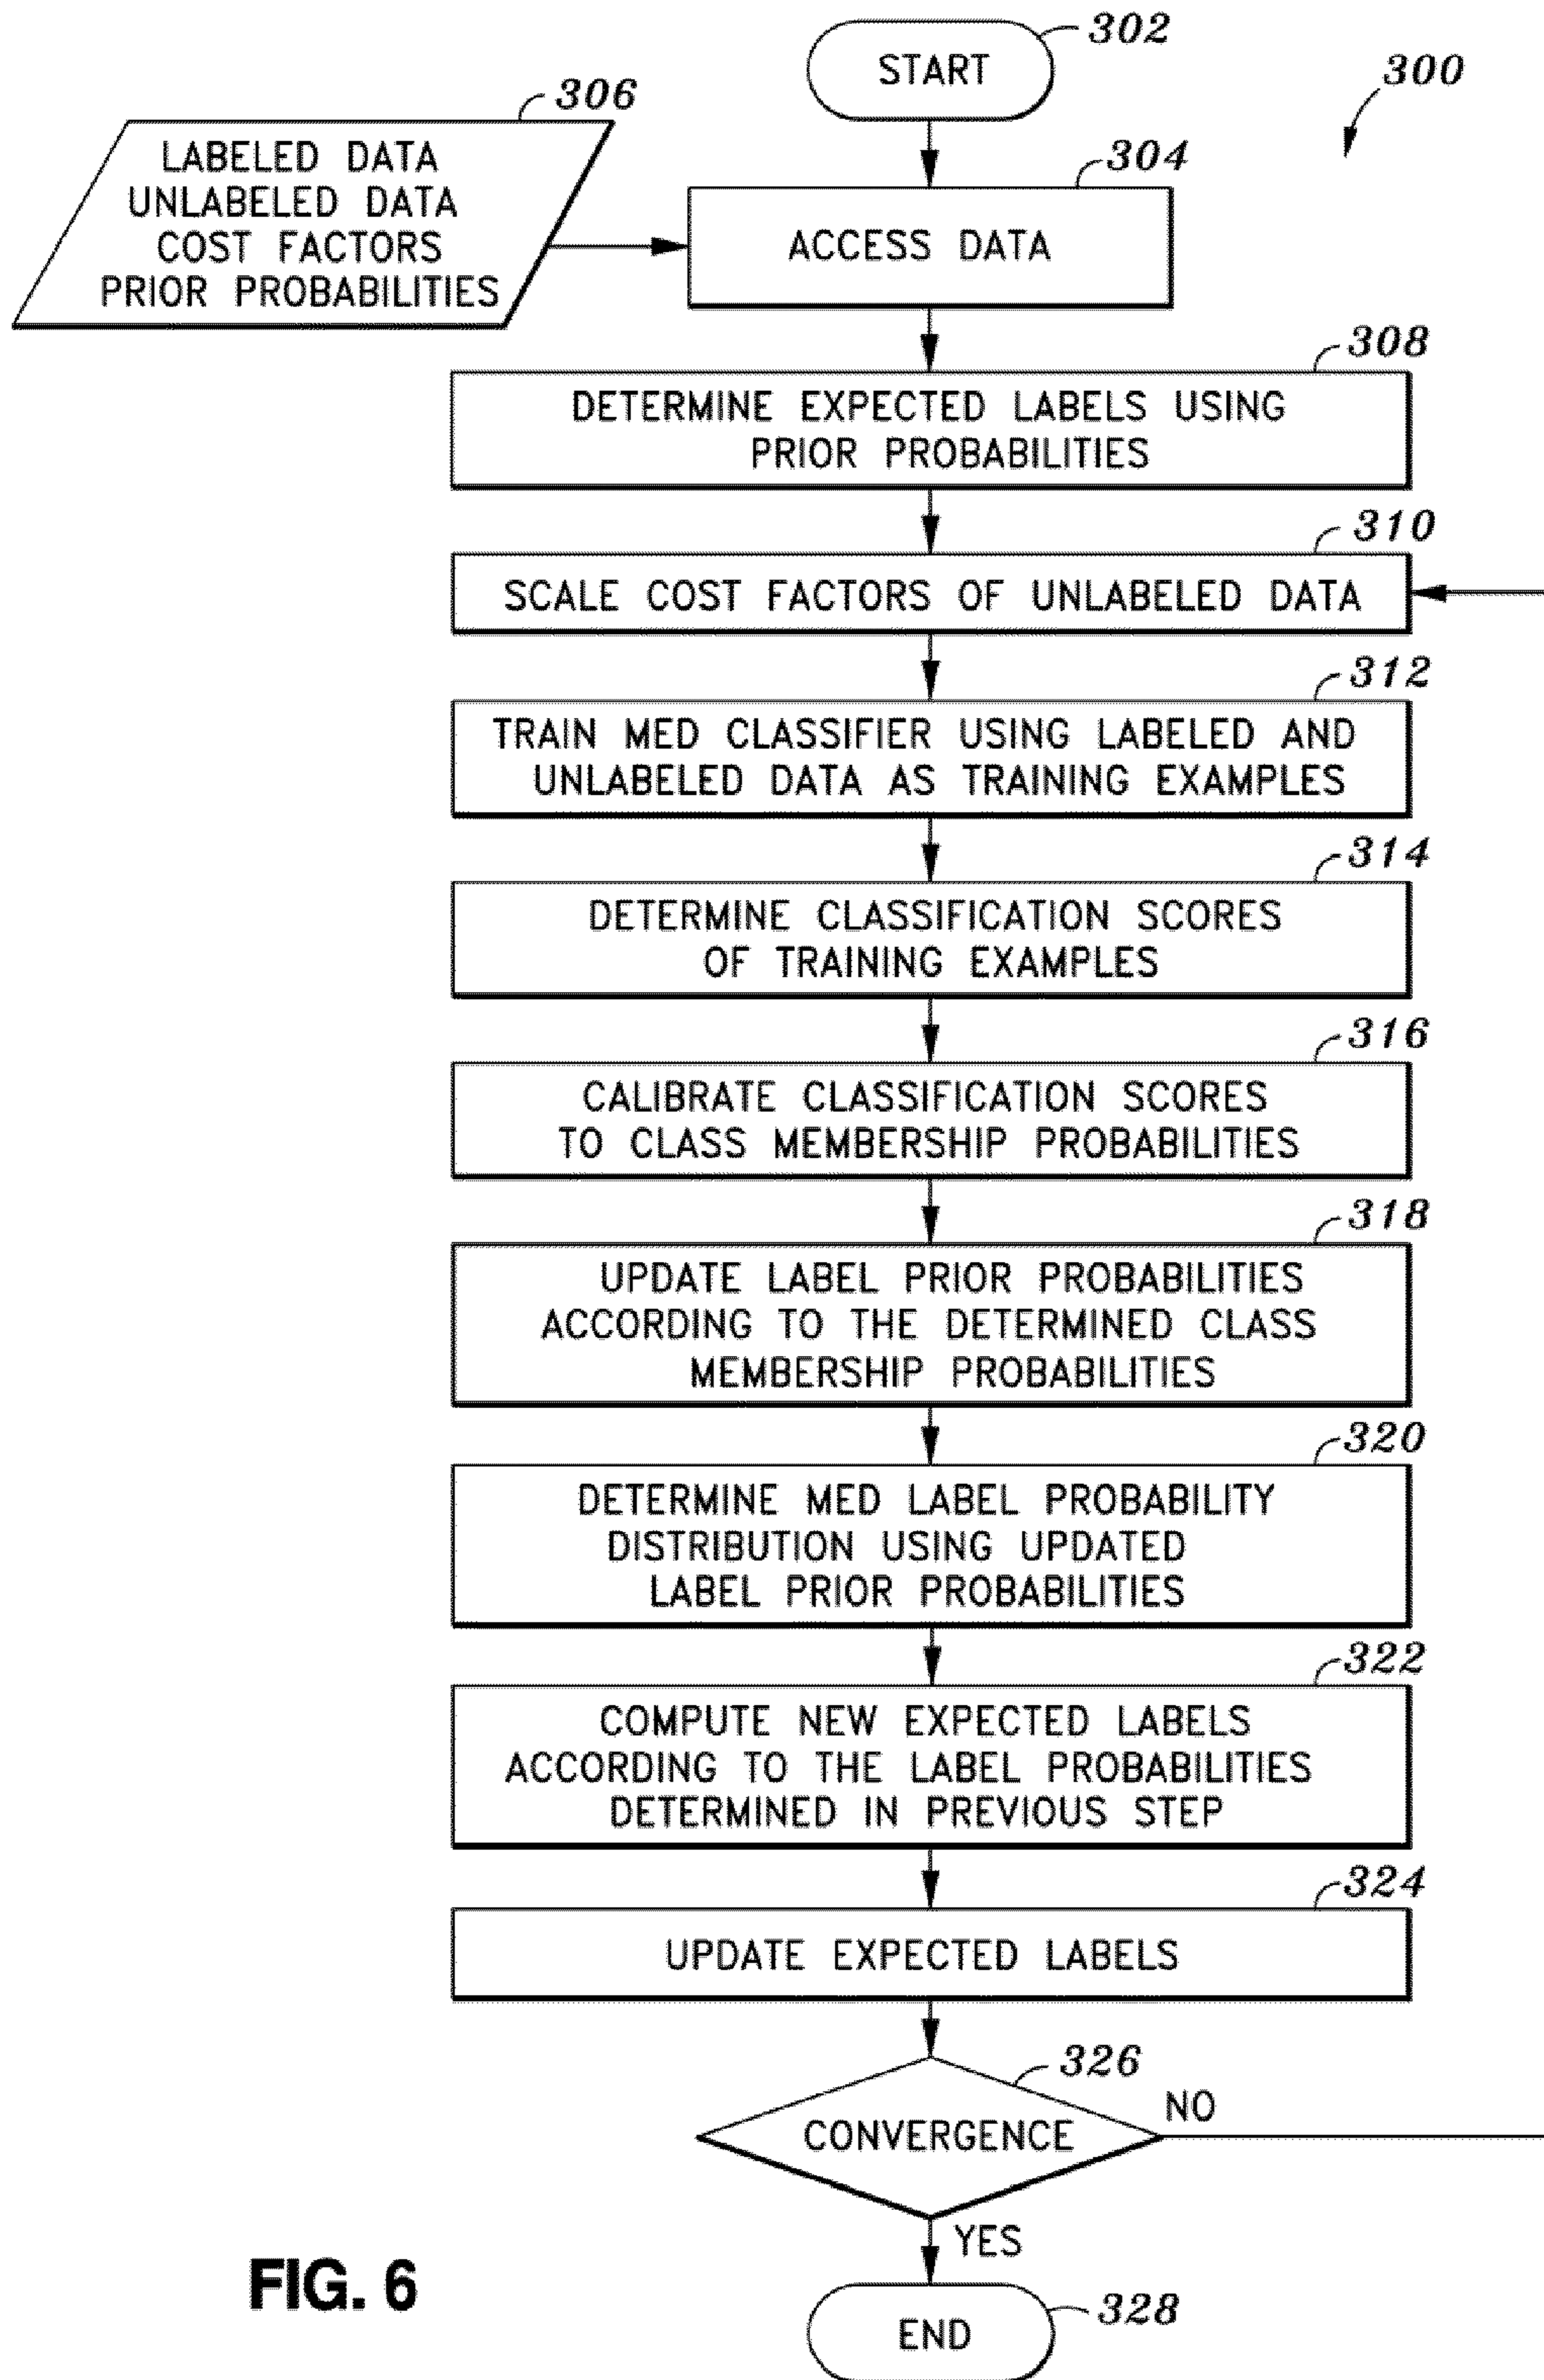 302
START
300
306
LABELED DATA
UNLABELED DATA
COST FACTORS
PRIOR PROBABILITIES
304
ACCESS DATA
308
DETERMINE EXPECTED LABELS USING
PRIOR PROBABILITIES
310
SCALE COST FACTORS OF UNLABELED DATA
312
TRAIN MED CLASSIFIER USING LABELED AND
UNLABELED DATA AS TRAINING EXAMPLES
314
DETERMINE CLASSIFICATION SCORES
OF TRAINING EXAMPLES
316
CALIBRATE CLASSIFICATION SCORES
TO CLASS MEMBERSHIP PROBABILITIES
318
UPDATE LABEL PRIOR PROBABILITIES
ACCORDING TO THE DETERMINED CLASS
MEMBERSHIP PROBABILITIES
320
DETERMINE MED LABEL PROBABILITY
DISTRIBUTION USING UPDATED
LABEL PRIOR PROBABILITIES
322
COMPUTE NEW EXPECTED LABELS
ACCORDING TO THE LABEL PROBABILITIES
DETERMINED IN PREVIOUS STEP
324
UPDATE EXPECTED LABELS
326
CONVERGENCE
NO
YES
FIG. 6
328
END